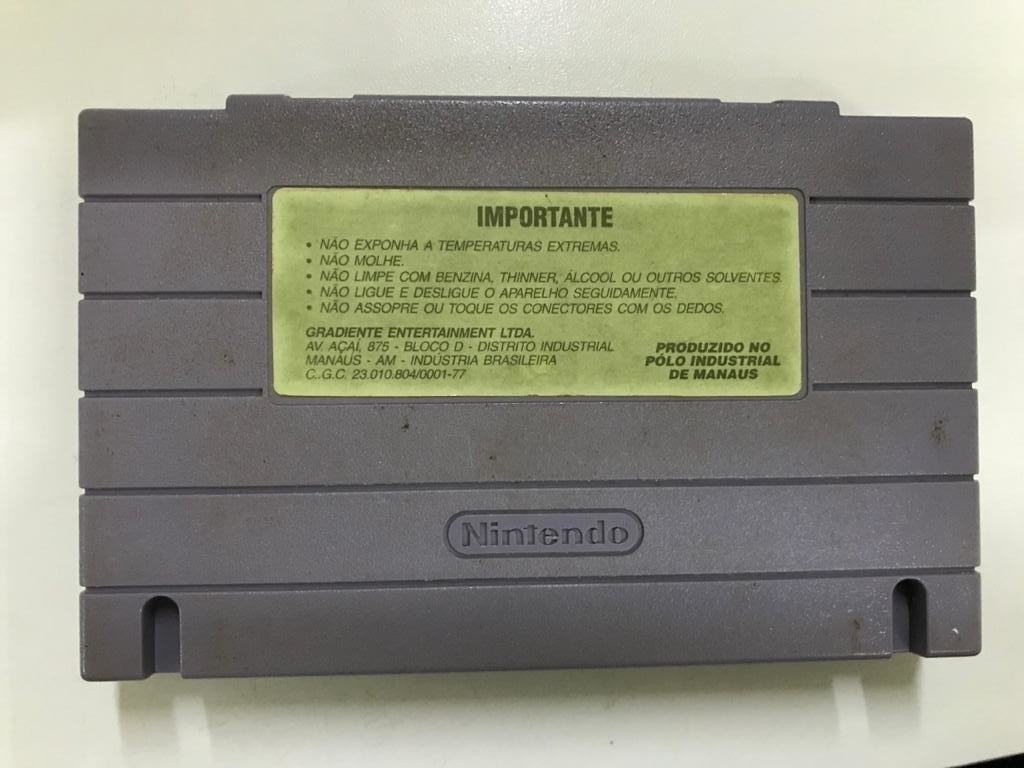 IMPORTANTE
• NÃO EXPONHA A TEMPERATURAS EXTREMAS.
• NÃO MOLHE.
• NÃO LIMPE COM BENZINA, THINNER, ÁLCOOL OU OUTROS SOLVENTES.
• NÃO LIGUE E DESLIGUE O APARELHO SEGUIDAMENTE.
• NÃO ASSOPRE OU TOQUE OS CONECTORES COM OS DEDOS.
GRADIENTE ENTERTAINMENT LTDA.
AV. AÇAÍ, 875 - BLOCO D - DISTRITO INDUSTRIAL
MANAUS - AM - INDÚSTRIA BRASILEIRA
C..G.C. 23.010.804/0001-77
PRODUZIDO NO
PÓLO INDUSTRIAL
DE MANAUS
Nintendo